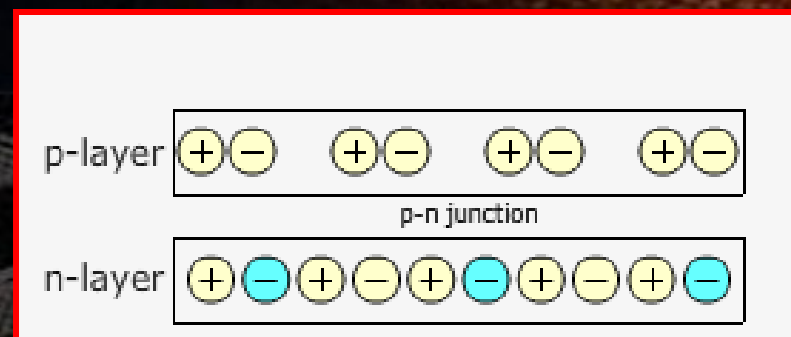 p-layer + − + − + − + −
p-n junction
n-layer + − + − + − + − + −